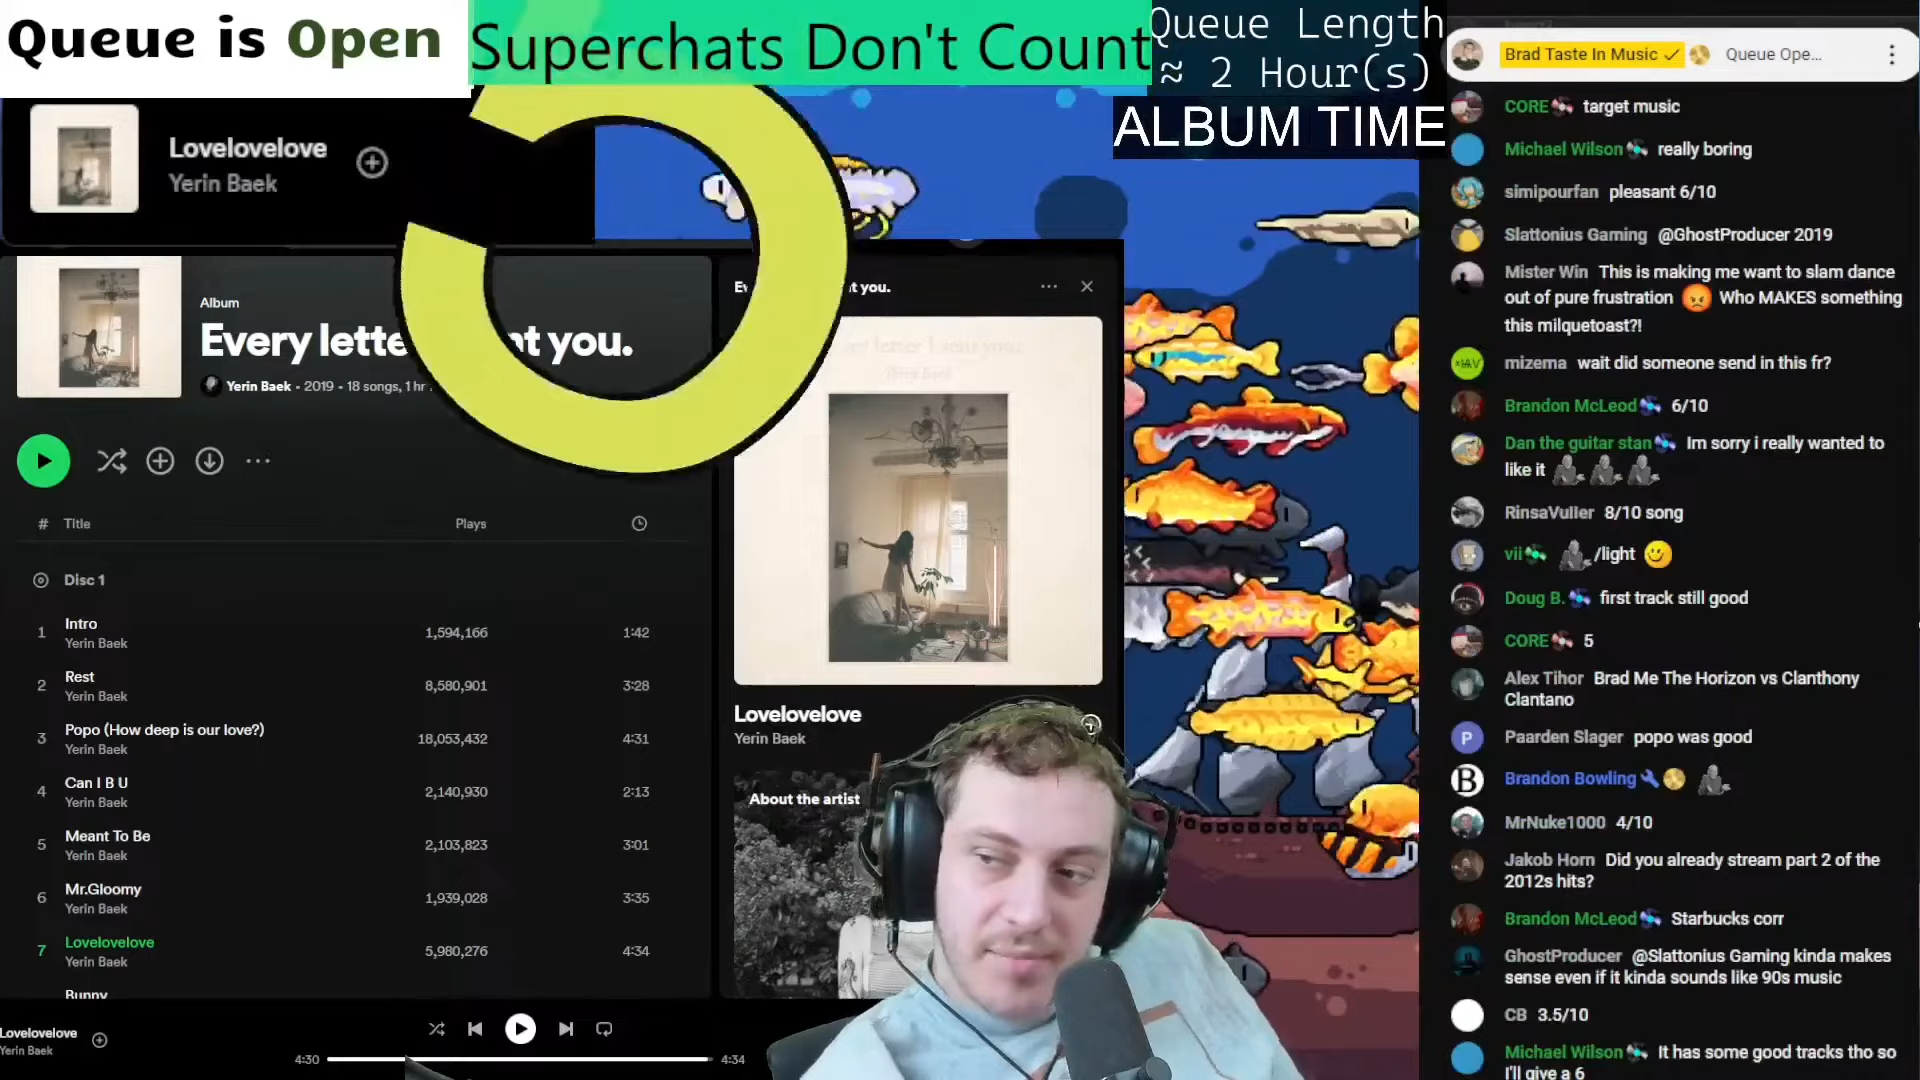 Queue is Open
Superchats Don't Count
Queue Length
≈ 2 Hour(s)
ALBUM TIME
Lovelovelove
Yerin Baek
Album
Every lette
nt you.
Yerin Baek • 2019 • 18 songs, 1 hr
# Title Plays
Disc 1
1 Intro 1,594,166 1:42
Yerin Baek
2 Rest 8,580,901 3:28
Yerin Baek
3 Popo (How deep is our love?) 18,053,432 4:31
Yerin Baek
4 Can I B U 2,140,930 2:13
Yerin Baek
5 Meant To Be 2,103,823 3:01
Yerin Baek
6 Mr.Gloomy 1,939,028 3:35
Yerin Baek
7 Lovelovelove 5,980,276 4:34
Yerin Baek
Bunny
Lovelovelove
Yerin Baek
4:30 4:34
Ev
t you.
Yerin Baek
Lovelovelove
Yerin Baek
About the artist
Brad Taste In Music Queue Ope...
CORE target music
Michael Wilson really boring
simipourfan pleasant 6/10
Slattonius Gaming @GhostProducer 2019
Mister Win This is making me want to slam dance
out of pure frustration 😡 Who MAKES something
this milquetoast?!
mizema wait did someone send in this fr?
Brandon McLeod 6/10
Dan the guitar stan Im sorry i really wanted to
like it
RinsaVuller 8/10 song
vii /light
Doug B. first track still good
CORE 5
Alex Tihor Brad Me The Horizon vs Clanthony
Clantano
P
Paarden Slager popo was good
B
Brandon Bowling
MrNuke1000 4/10
Jakob Horn Did you already stream part 2 of the
2012s hits?
Brandon McLeod Starbucks corr
GhostProducer @Slattonius Gaming kinda makes
sense even if it kinda sounds like 90s music
CB 3.5/10
Michael Wilson It has some good tracks tho so
I'll give a 6